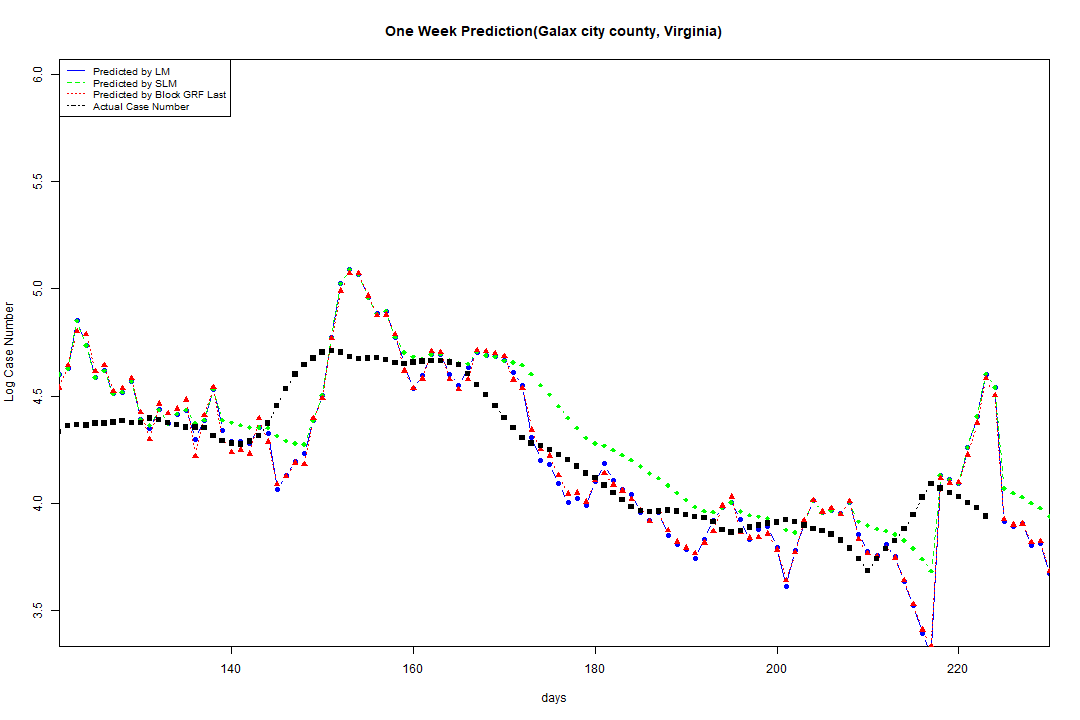 One Week Prediction(Galax city county, Virginia)
Predicted by LM
Predicted by SLM
Predicted by Block GRF Last
Actual Case Number
6.0
5.5
5.0
4.5
4.0
3.5
Log Case Number
140 160 180 200 220
days